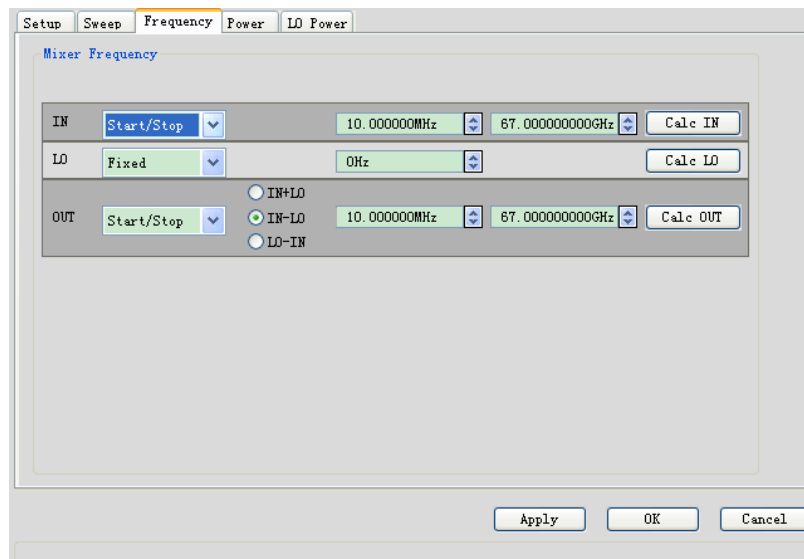 Setup Sweep Frequency Power LO Power
Mixer Frequency
IN Start/Stop 10.000000MHz 67.000000000GHz Calc IN
LO Fixed 0Hz Calc LO
IN+LO
OUT Start/Stop IN-LO 10.000000MHz 67.000000000GHz Calc OUT
LO-IN
Apply OK Cancel